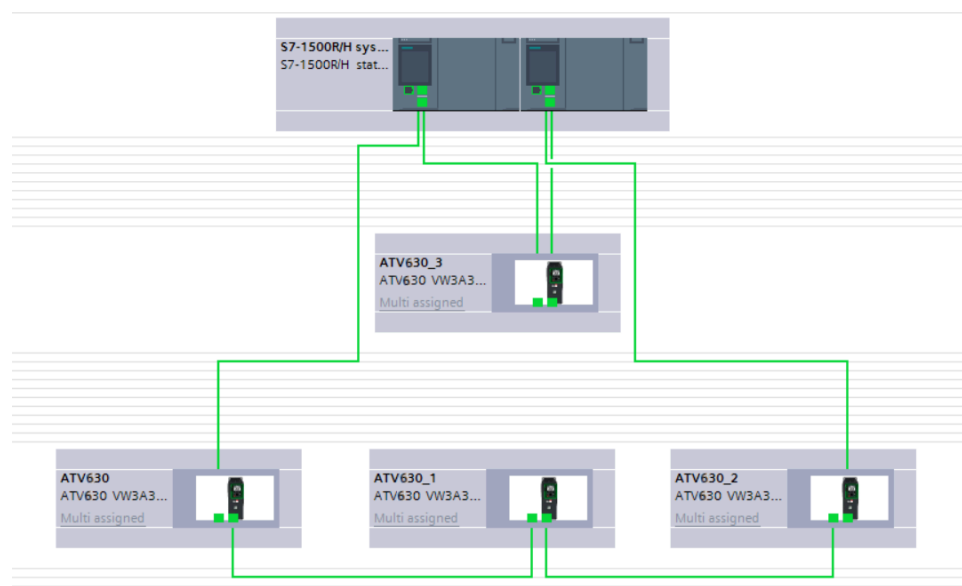 S7-1500R/H sys...
S7-1500R/H stat...
ATV630_3
ATV630 VW3A3...
Multi assigned
ATV630
ATV630 VW3A3...
Multi assigned
ATV630_1
ATV630 VW3A3...
Multi assigned
ATV630_2
ATV630 VW3A3...
Multi assigned